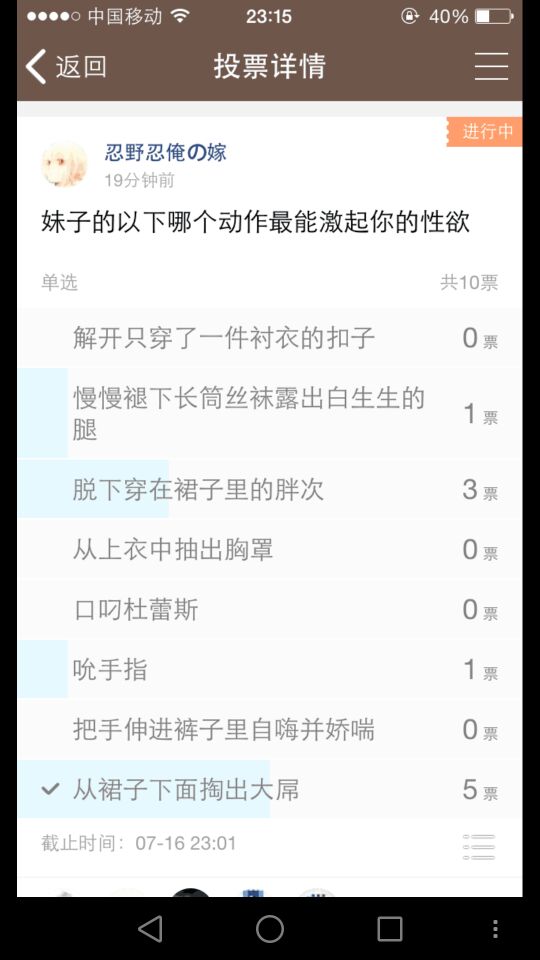 中国移动 23:15 40%
返回 投票详情
进行中
忍野忍俺の嫁
19分钟前
妹子的以下哪个动作最能激起你的性欲
单选 共10票
解开只穿了一件衬衣的扣子 0票
慢慢褪下长筒丝袜露出白生生的
腿 1票
脱下穿在裙子里的胖次 3票
从上衣中抽出胸罩 0票
口叼杜蕾斯 0票
吮手指 1票
把手伸进裤子里自嗨并娇喘 0票
从裙子下面掏出大屌 5票
截止时间：07-16 23:01